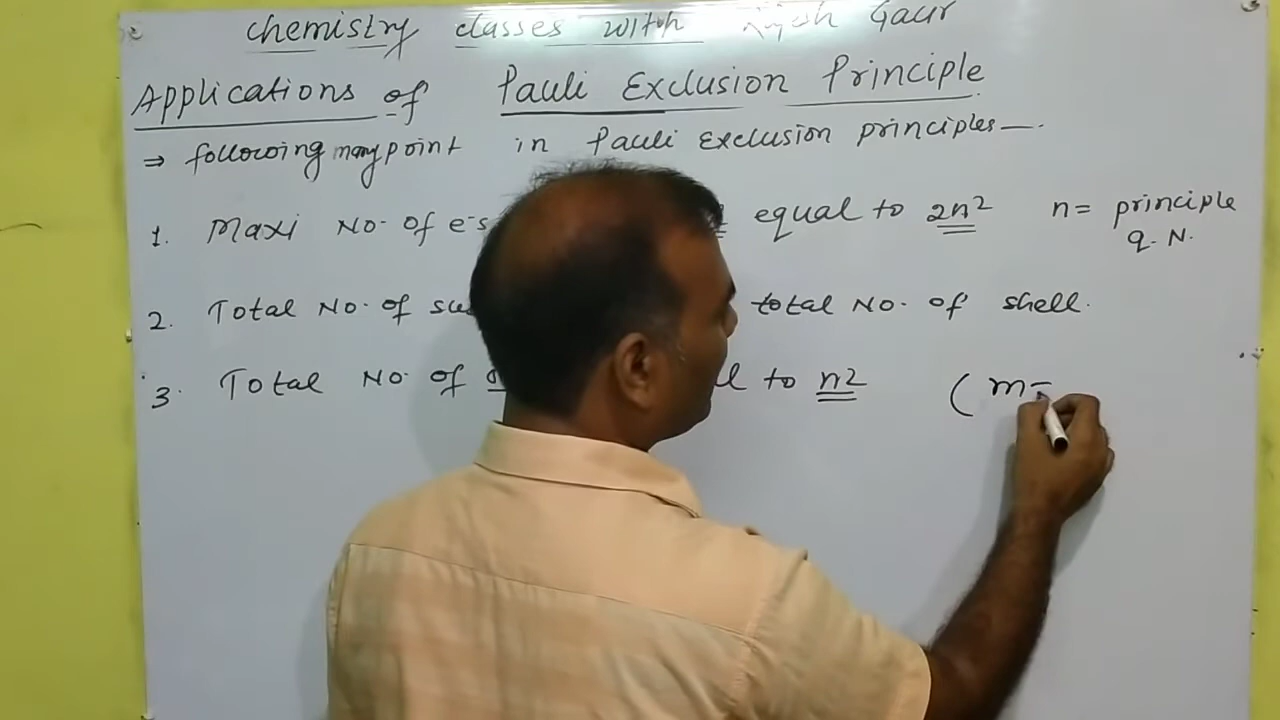 Chemistry classes with Gaur
Applications of Pauli Exclusion Principle
⇒ following many point in Pauli Exclusion principles—.
1. Maxi No. of e-s equal to 2n² n= principle
q. N.
2. Total No. of total No. of shell.
3. Total No. of to n2 ( m=